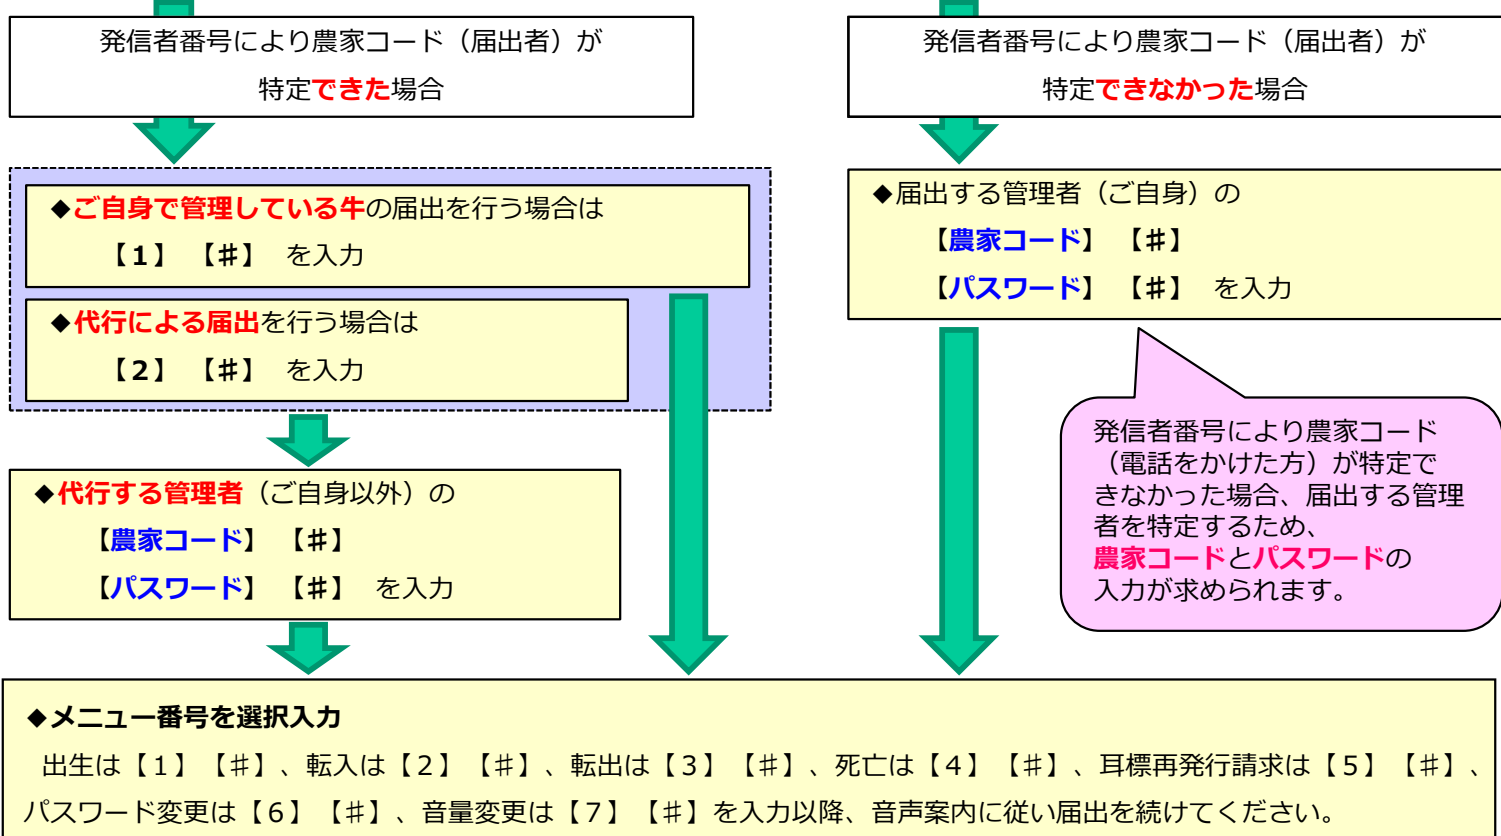 発信者番号により農家コード（届出者）が
特定できた場合
発信者番号により農家コード（届出者）が
特定できなかった場合
◆ご自身で管理している牛の届出を行う場合は
【１】【＃】 を入力
◆代行による届出を行う場合は
【２】【＃】 を入力
◆届出する管理者（ご自身）の
【農家コード】【＃】
【パスワード】【＃】 を入力
発信者番号により農家コード
（電話をかけた方）が特定で
きなかった場合、届出する管理
者を特定するため、
農家コードとパスワードの
入力が求められます。
◆代行する管理者（ご自身以外）の
【農家コード】【＃】
【パスワード】【＃】 を入力
◆メニュー番号を選択入力
出生は【１】【＃】、転入は【２】【＃】、転出は【３】【＃】、死亡は【４】【＃】、耳標再発行請求は【５】【＃】、
パスワード変更は【６】【＃】、音量変更は【７】【＃】を入力以降、音声案内に従い届出を続けてください。